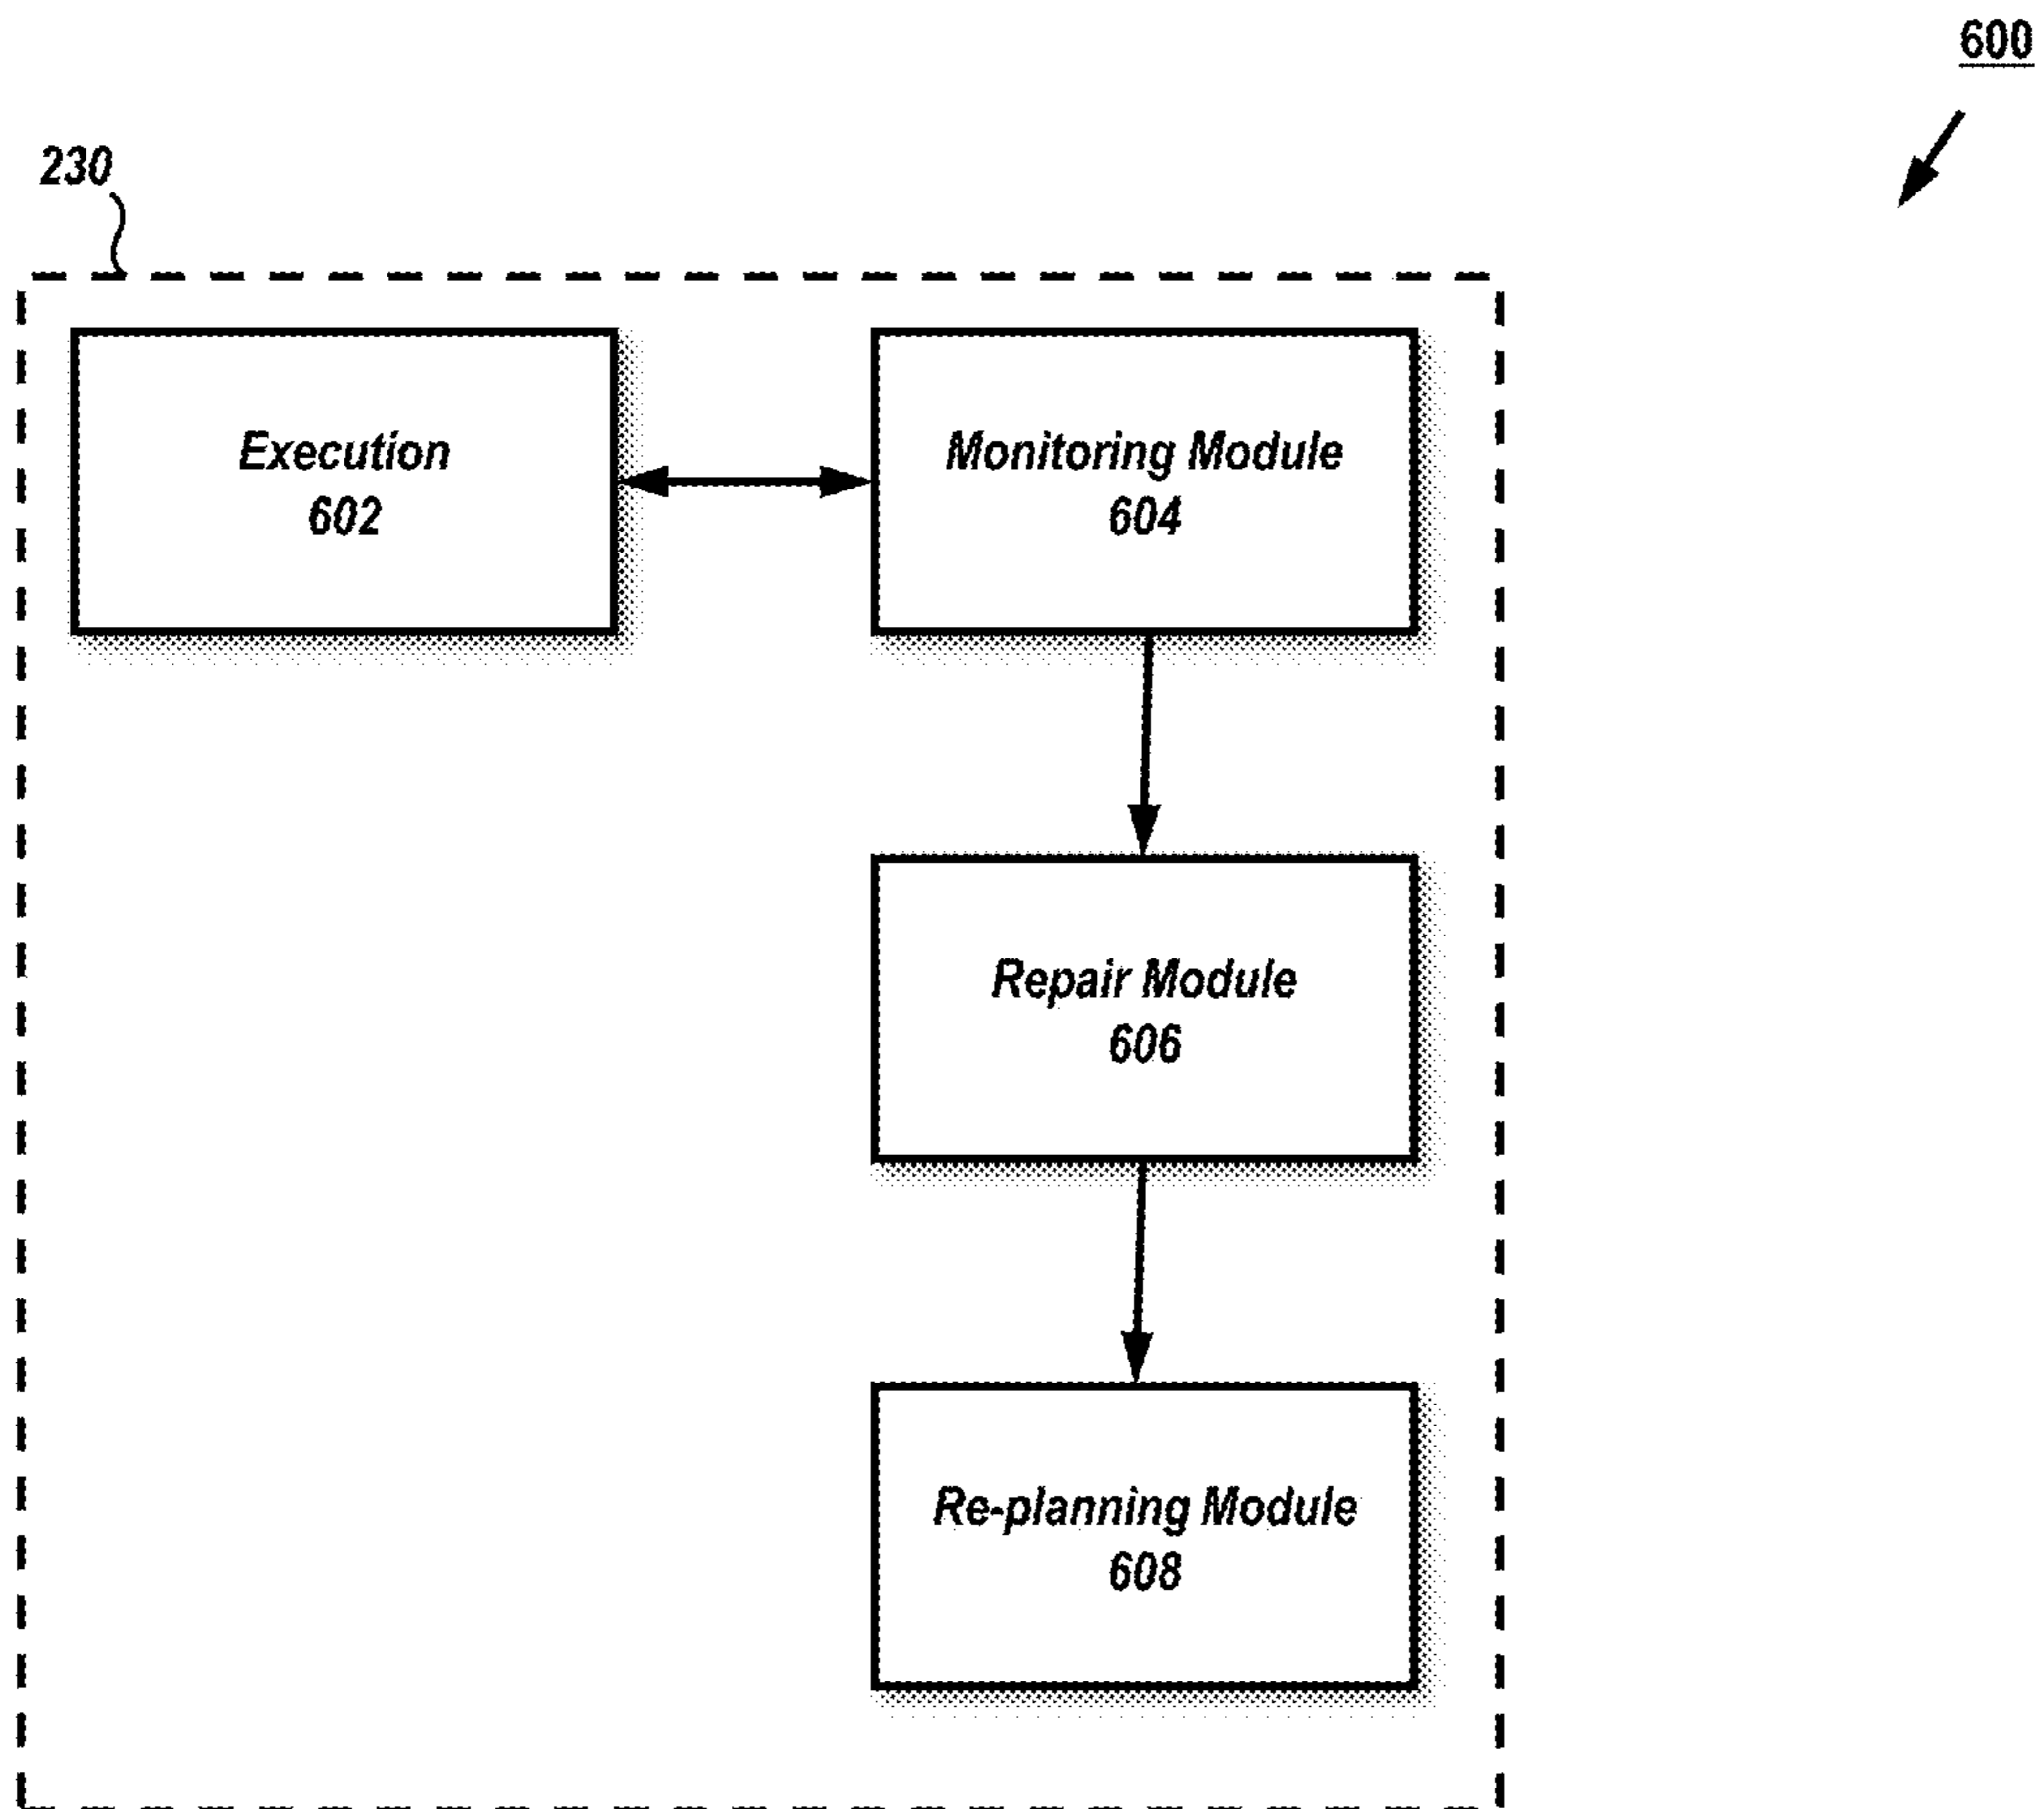 600
230
Execution
602
Monitoring Module
604
Repair Module
606
Re-planning Module
608